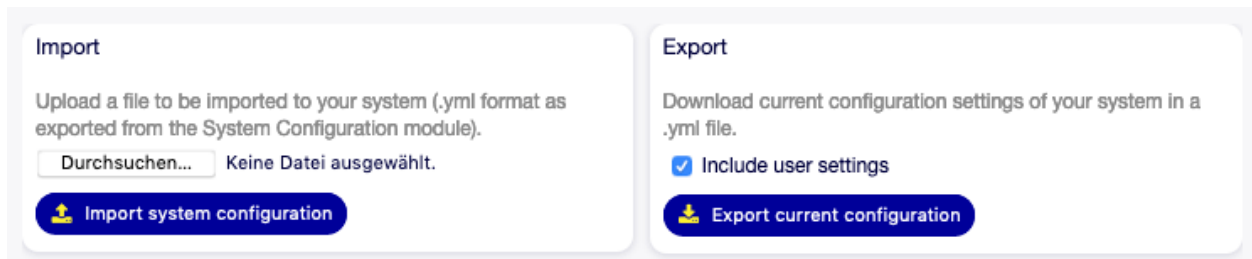 Import
Upload a file to be imported to your system (.yml format as
exported from the System Configuration module).
Durchsuchen... Keine Datei ausgewählt.
Import system configuration
Export
Download current configuration settings of your system in a
.yml file.
Include user settings
Export current configuration